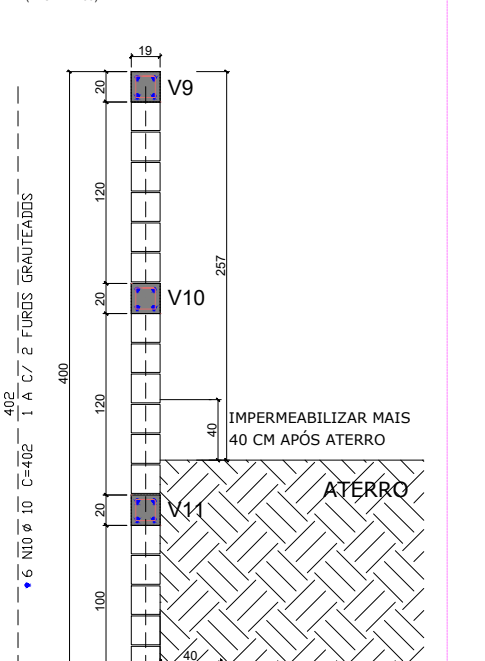 19
20
V9
120
257
20
V10
400
402
6 N10 ø 10 C=402 1 A C/ 2 FUROS GRAUTEADOS
120
40
IMPERMEABILIZAR MAIS
40 CM APÓS ATERRO
ATERRO
20
V11
100
40